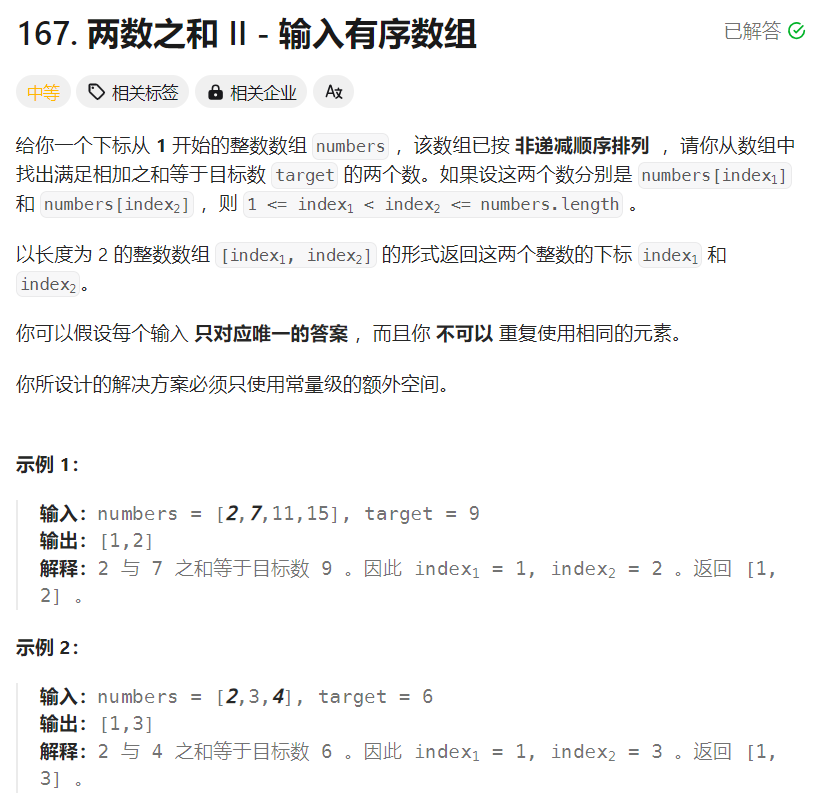 167. 两数之和 II - 输入有序数组
已解答
中等 相关标签 相关企业 Aあ
给你一个下标从 1 开始的整数数组 numbers ，该数组已按 非递减顺序排列 ，请你从数组中
找出满足相加之和等于目标数 target 的两个数。如果设这两个数分别是 numbers[index₁]
和 numbers[index₂] ，则 1 <= index₁ < index₂ <= numbers.length 。
以长度为 2 的整数数组 [index₁, index₂] 的形式返回这两个整数的下标 index₁ 和
index₂。
你可以假设每个输入 只对应唯一的答案 ，而且你 不可以 重复使用相同的元素。
你所设计的解决方案必须只使用常量级的额外空间。
示例 1：
输入：numbers = [2,7,11,15], target = 9
输出：[1,2]
解释：2 与 7 之和等于目标数 9 。因此 index₁ = 1, index₂ = 2 。返回 [1,
2] 。
示例 2：
输入：numbers = [2,3,4], target = 6
输出：[1,3]
解释：2 与 4 之和等于目标数 6 。因此 index₁ = 1, index₂ = 3 。返回 [1,
3] 。